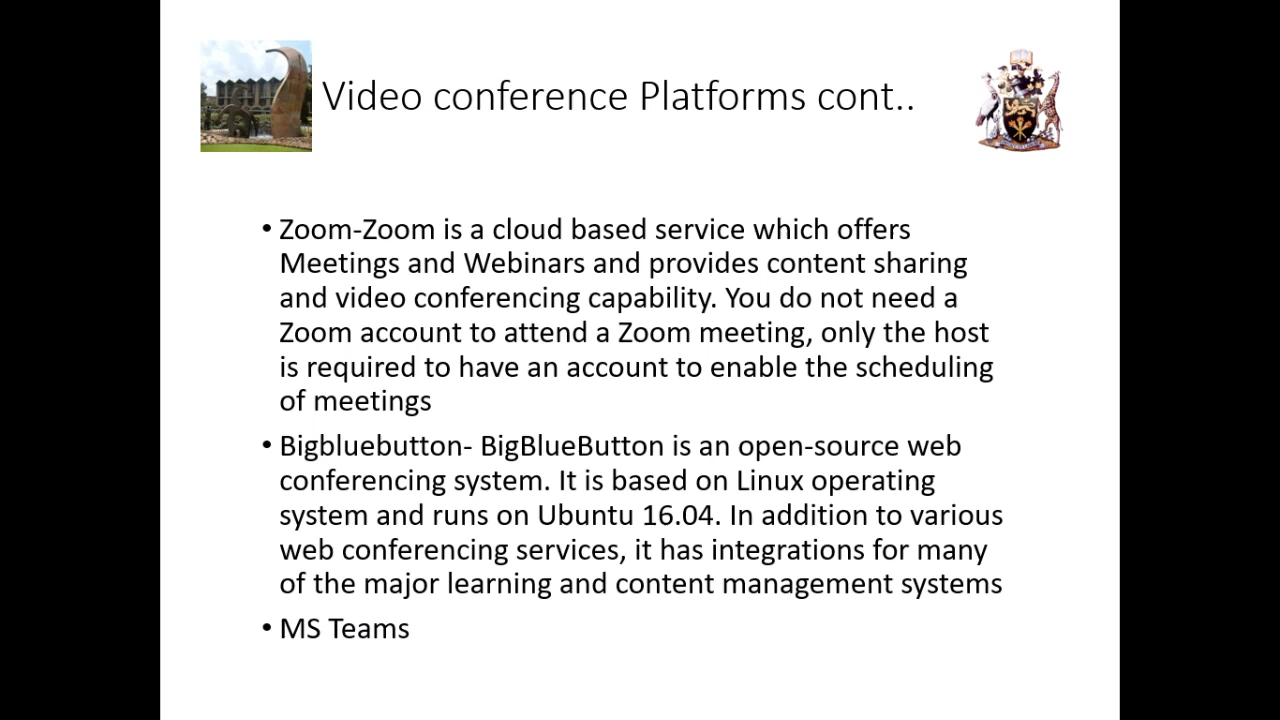 Video conference Platforms cont..
• Zoom-Zoom is a cloud based service which offers
Meetings and Webinars and provides content sharing
and video conferencing capability. You do not need a
Zoom account to attend a Zoom meeting, only the host
is required to have an account to enable the scheduling
of meetings
• Bigbluebutton- BigBlueButton is an open-source web
conferencing system. It is based on Linux operating
system and runs on Ubuntu 16.04. In addition to various
web conferencing services, it has integrations for many
of the major learning and content management systems
• MS Teams